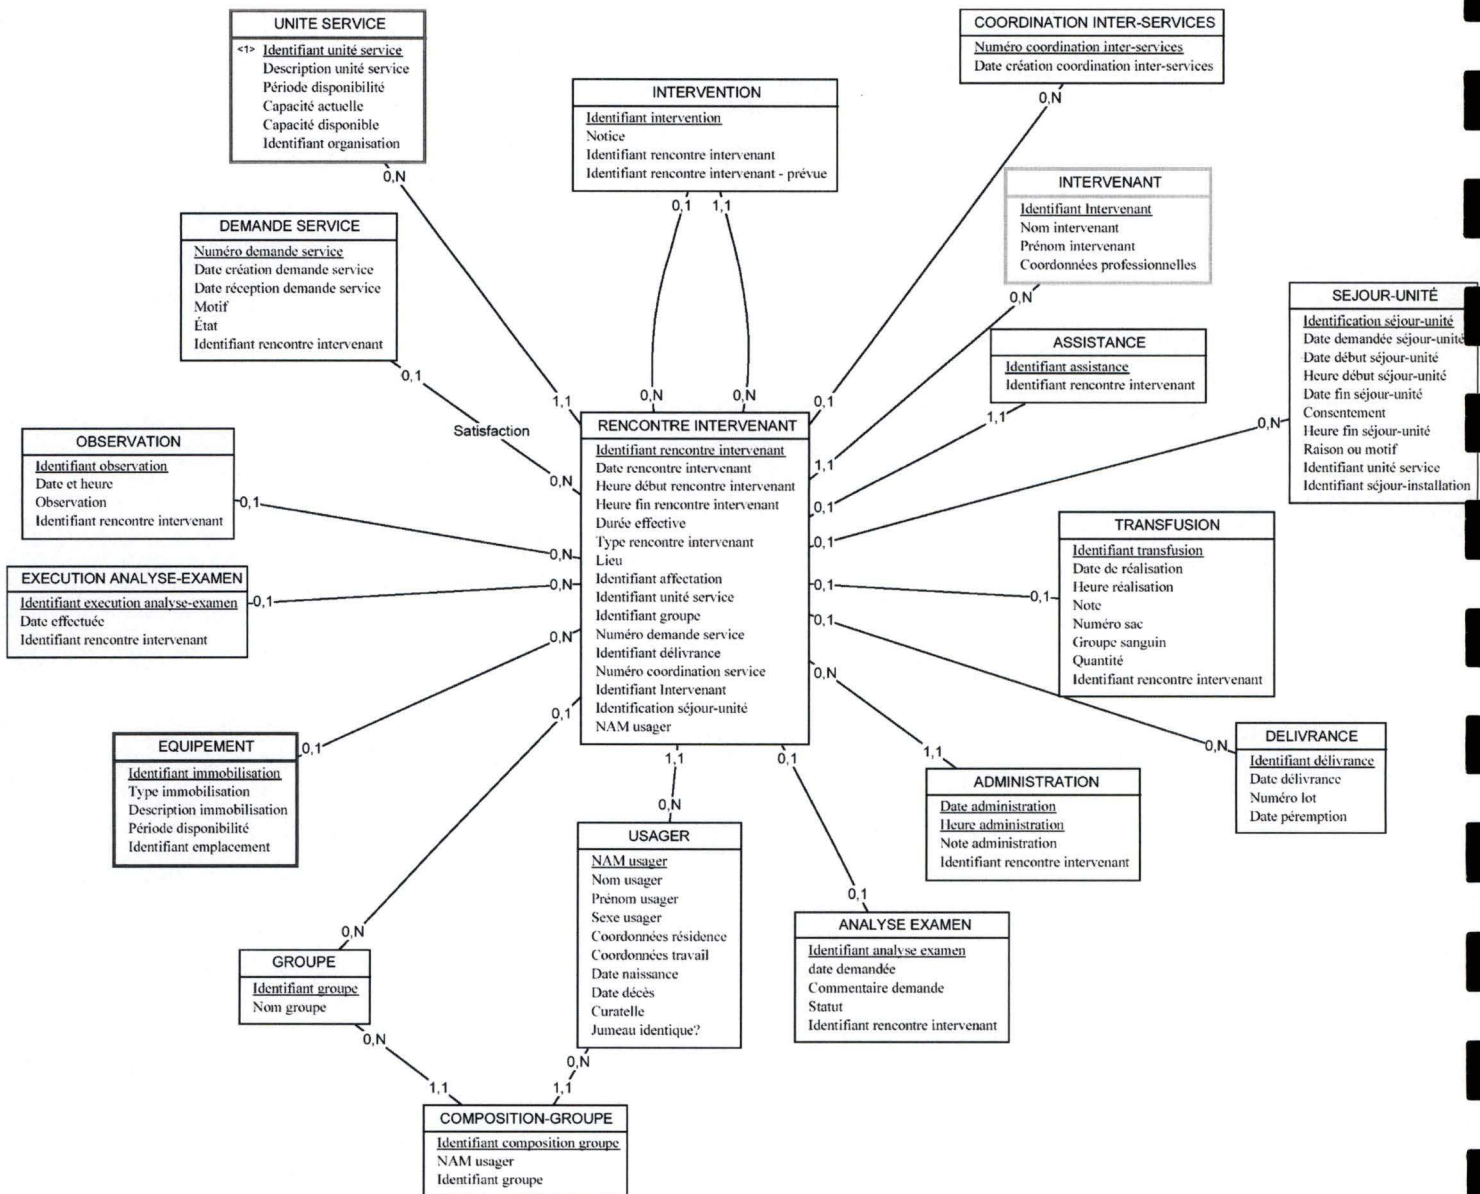 UNITE SERVICE
<1> Identifiant unité service
Description unité service
Période disponibilité
Capacité actuelle
Capacité disponible
Identifiant organisation
0,N
COORDINATION INTER-SERVICES
Numéro coordination inter-services
Date création coordination inter-services
0,N
INTERVENTION
Identifiant intervention
Notice
Identifiant rencontre intervenant
Identifiant rencontre intervenant - prévue
0,1
1,1
INTERVENANT
Identifiant Intervenant
Nom intervenant
Prénom intervenant
Coordonnées professionnelles
0,N
DEMANDE SERVICE
Numéro demande service
Date création demande service
Date réception demande service
Motif
État
Identifiant rencontre intervenant
0,1
Satisfaction
SEJOUR-UNITÉ
Identification séjour-unité
Date demandée séjour-unité
Date début séjour-unité
Heure début séjour-unité
Date fin séjour-unité
Consentement
Heure fin séjour-unité
Raison ou motif
Identifiant unité service
Identifiant séjour-installation
0,N
ASSISTANCE
Identifiant assistance
Identifiant rencontre intervenant
1,1
0,N
0,N
1,1
0,1
RENCONTRE INTERVENANT
Identifiant rencontre intervenant
Date rencontre intervenant
Heure début rencontre intervenant
Heure fin rencontre intervenant
Durée effective
Type rencontre intervenant
Lieu
Identifiant affectation
Identifiant unité service
Identifiant groupe
Numéro demande service
Identifiant délivrance
Numéro coordination service
Identifiant Intervenant
Identification séjour-unité
NAM usager
0,N
0,N
0,N
0,N
0,1
1,1
0,1
0,1
0,1
0,1
0,N
1,1
0,1
OBSERVATION
Identifiant observation
Date et heure
Observation
Identifiant rencontre intervenant
0,1
EXECUTION ANALYSE-EXAMEN
Identifiant execution analyse-examen
Date effectuée
Identifiant rencontre intervenant
0,1
TRANSFUSION
Identifiant transfusion
Date de réalisation
Heure réalisation
Note
Numéro sac
Groupe sanguin
Quantité
Identifiant rencontre intervenant
0,1
EQUIPEMENT
Identifiant immobilisation
Type immobilisation
Description immobilisation
Période disponibilité
Identifiant emplacement
0,1
DELIVRANCE
Identifiant délivrance
Date délivrance
Numéro lot
Date péremption
0,N
ADMINISTRATION
Date administration
Heure administration
Note administration
Identifiant rencontre intervenant
1,1
USAGER
NAM usager
Nom usager
Prénom usager
Sexe usager
Coordonnées résidence
Coordonnées travail
Date naissance
Date décès
Curatelle
Jumeau identique?
0,N
0,N
ANALYSE EXAMEN
Identifiant analyse examen
date demandée
Commentaire demande
Statut
Identifiant rencontre intervenant
0,1
GROUPE
Identifiant groupe
Nom groupe
0,N
0,N
COMPOSITION-GROUPE
Identifiant composition groupe
NAM usager
Identifiant groupe
1,1
1,1